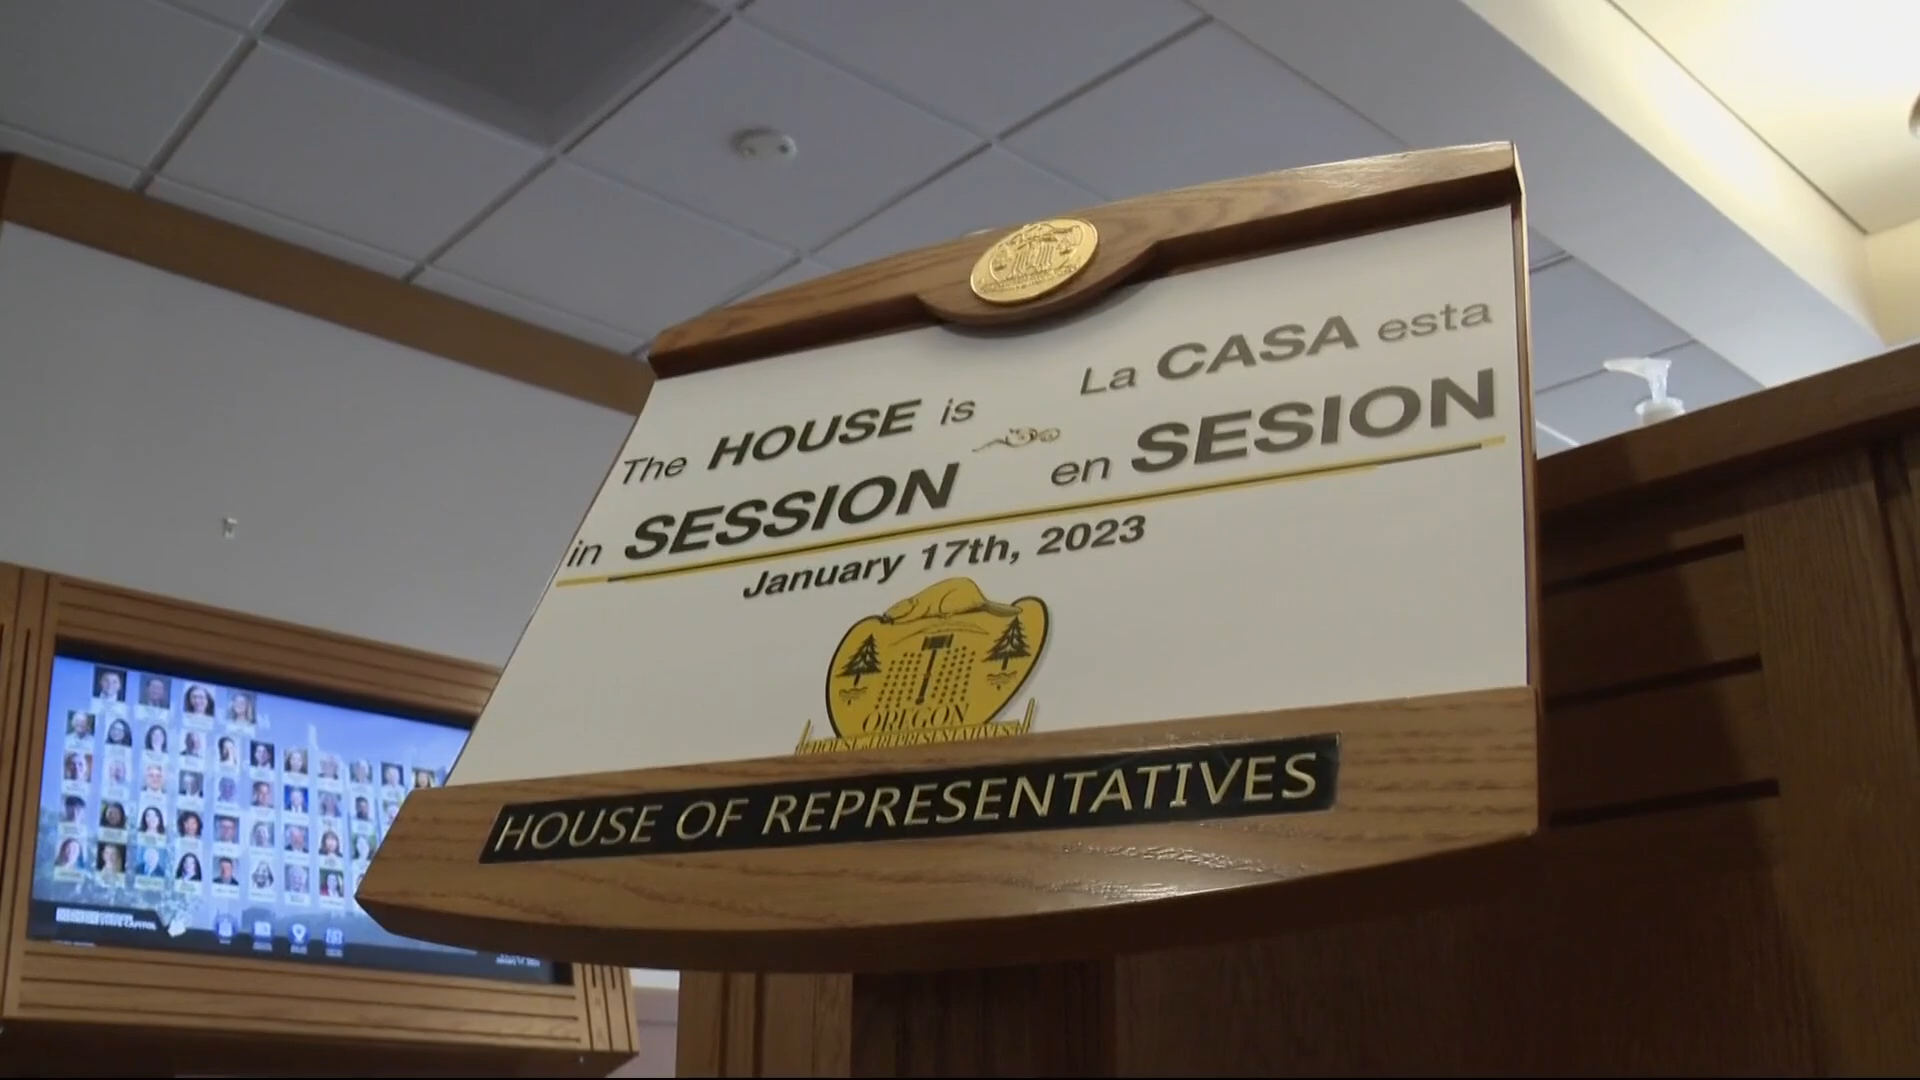 The HOUSE is
in SESSION
La CASA esta
en SESION
January 17th, 2023
OREGON
HOUSE of REPRESENTATIVES
HOUSE OF REPRESENTATIVES